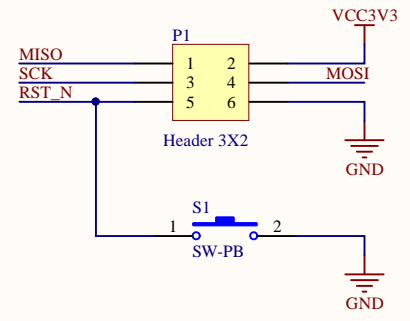 VCC3V3
P1
MISO 1 2
SCK 3 4 MOSI
RST_N 5 6
Header 3X2
GND
S1
1 2
SW-PB
GND